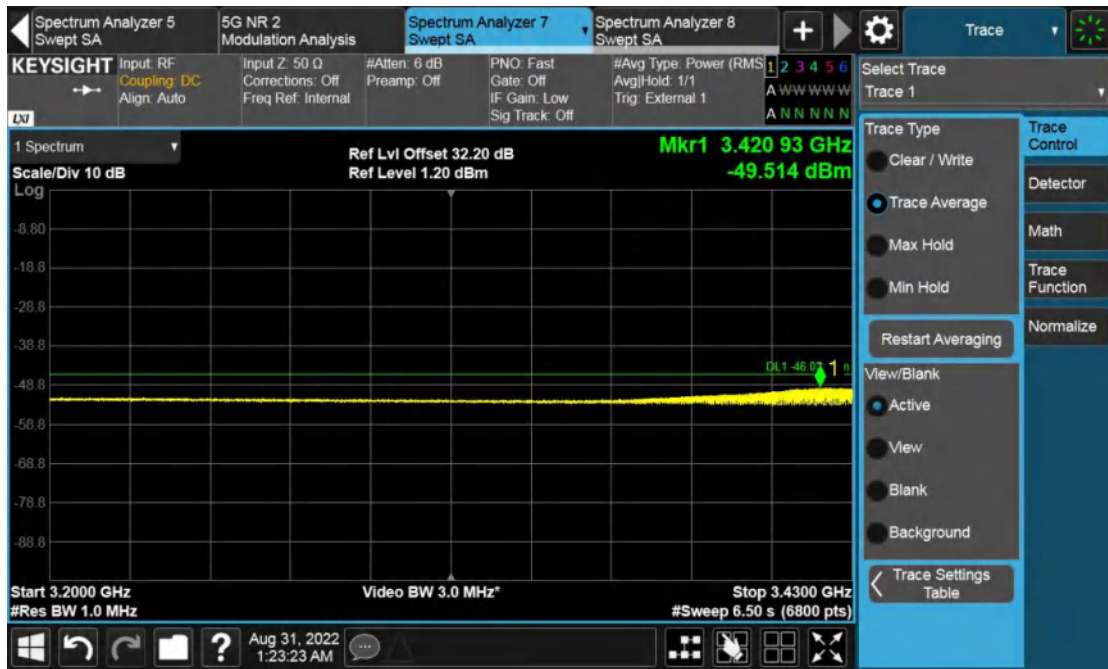 Spectrum Analyzer 5
Swept SA
5G NR 2
Modulation Analysis
Spectrum Analyzer 7
Swept SA
Spectrum Analyzer 8
Swept SA
+
Trace
KEYSIGHT
LXI
Input: RF
Coupling: DC
Align: Auto
Input Z: 50 Ω
Corrections: Off
Freq Ref: Internal
#Atten: 6 dB
Preamp: Off
PNO: Fast
Gate: Off
IF Gain: Low
Sig Track: Off
#Avg Type: Power (RMS
Avg|Hold: 1/1
Trig: External 1
1 2 3 4 5 6
A W W W W W
A N N N N N
Select Trace
Trace 1
1 Spectrum
Scale/Div 10 dB
Log
Ref Lvl Offset 32.20 dB
Ref Level 1.20 dBm
Mkr1 3.420 93 GHz
-49.514 dBm
-8.80
-18.8
-28.8
-38.8
-48.8
-58.8
-68.8
-78.8
-88.8
DL1 -46.02
1
Start 3.2000 GHz
#Res BW 1.0 MHz
Video BW 3.0 MHz*
Stop 3.4300 GHz
#Sweep 6.50 s (6800 pts)
Trace Type
Clear / Write
Trace Average
Max Hold
Min Hold
Restart Averaging
View/Blank
Active
View
Blank
Background
Trace Settings
Table
Trace
Control
Detector
Math
Trace
Function
Normalize
?
Aug 31, 2022
1:23:23 AM